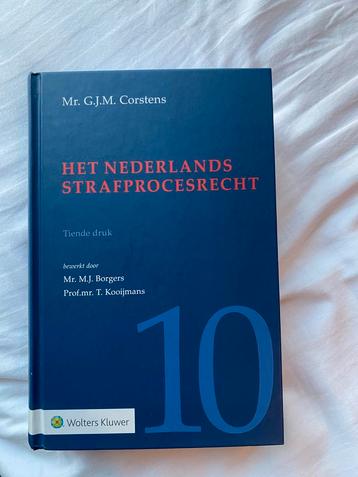 Mr. G.J.M. Corstens
HET NEDERLANDS
STRAFPROCESRECHT
Tiende druk
bewerkt door
Mr. M.J. Borgers
Prof.mr. T. Kooijmans
10
Wolters Kluwer